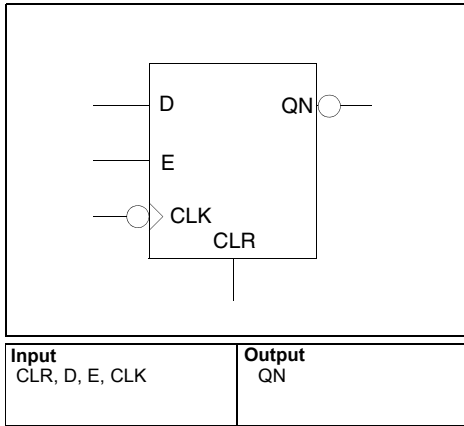 D
QN
E
CLK
CLR
Input
CLR, D, E, CLK
Output
QN